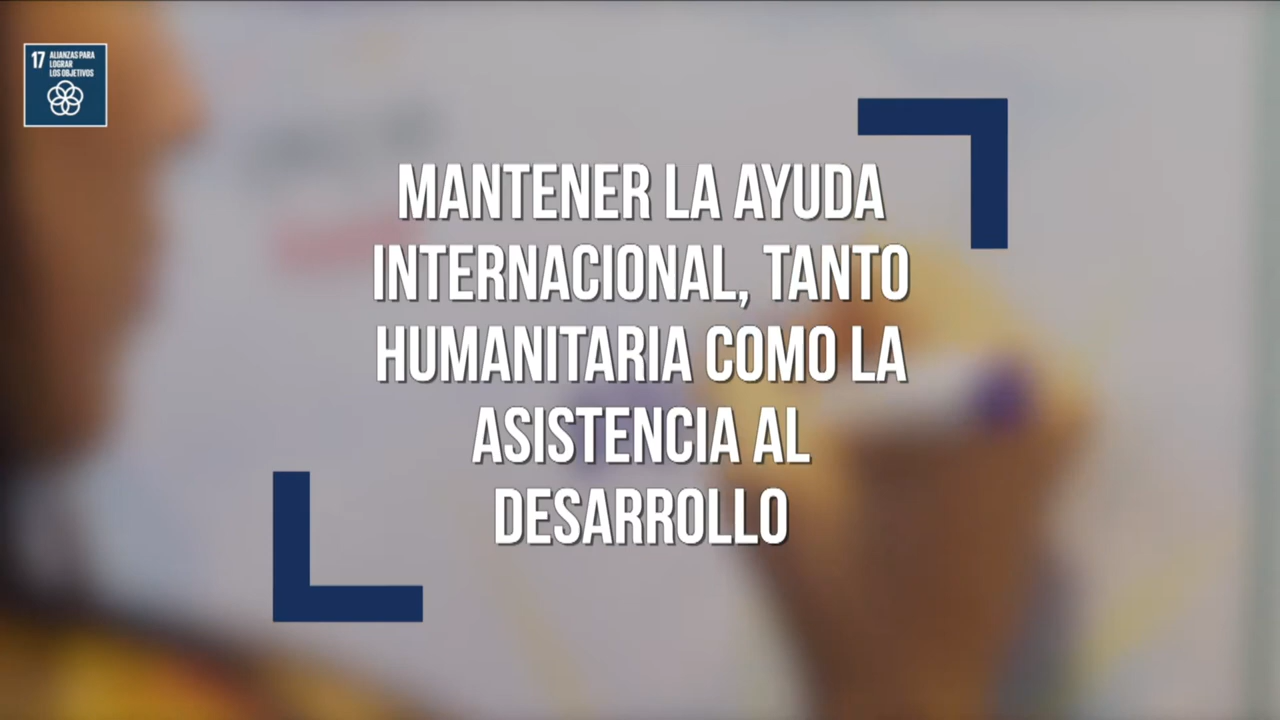 17 ALIANZAS PARA
LOGRAR
LOS OBJETIVOS
MANTENER LA AYUDA
INTERNACIONAL, TANTO
HUMANITARIA COMO LA
ASISTENCIA AL
DESARROLLO